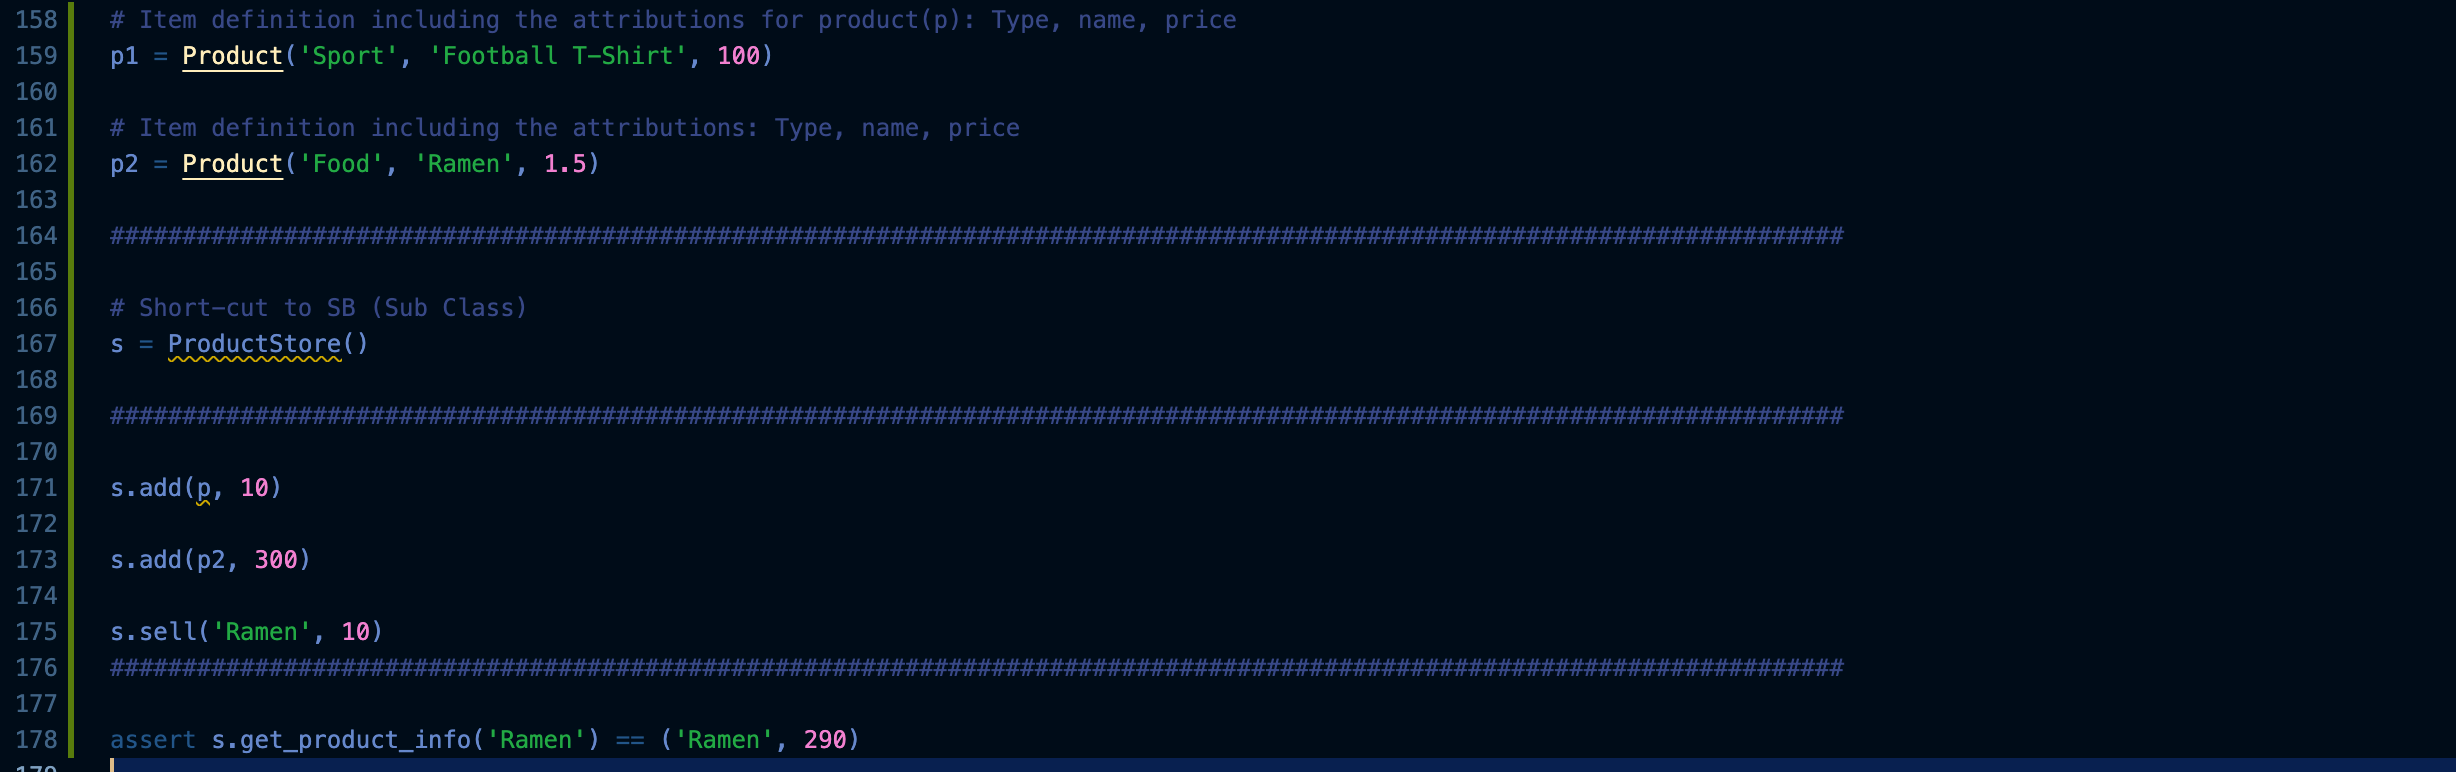 158 # Item definition including the attributions for product(p): Type, name, price
159 p1 = Product('Sport', 'Football T-Shirt', 100)
160
161 # Item definition including the attributions: Type, name, price
162 p2 = Product('Food', 'Ramen', 1.5)
163
164 ########################################################################################################################
165
166 # Short-cut to SB (Sub Class)
167 s = ProductStore()
168
169 ########################################################################################################################
170
171 s.add(p, 10)
172
173 s.add(p2, 300)
174
175 s.sell('Ramen', 10)
176 ########################################################################################################################
177
178 assert s.get_product_info('Ramen') == ('Ramen', 290)
179